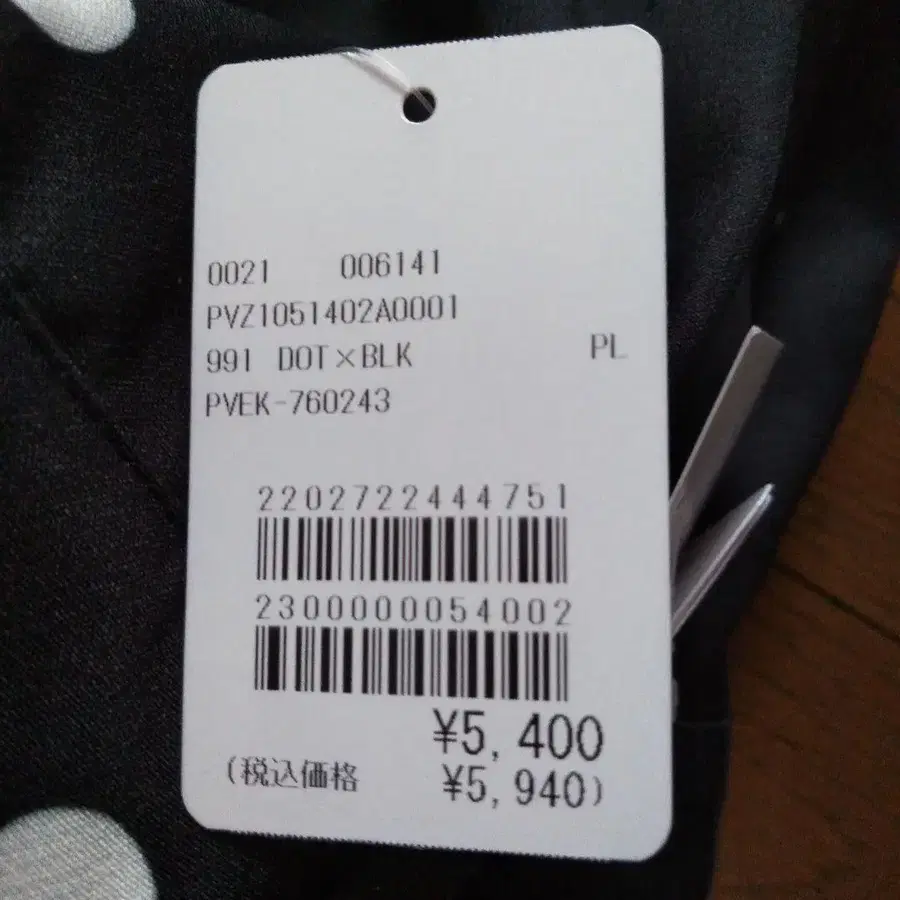 0021 006141
PVZ1051402A0001
991 DOT×BLK PL
PVEK-760243
2202722444751
2300000054002
¥5,400
(税込価格 ¥5,940)